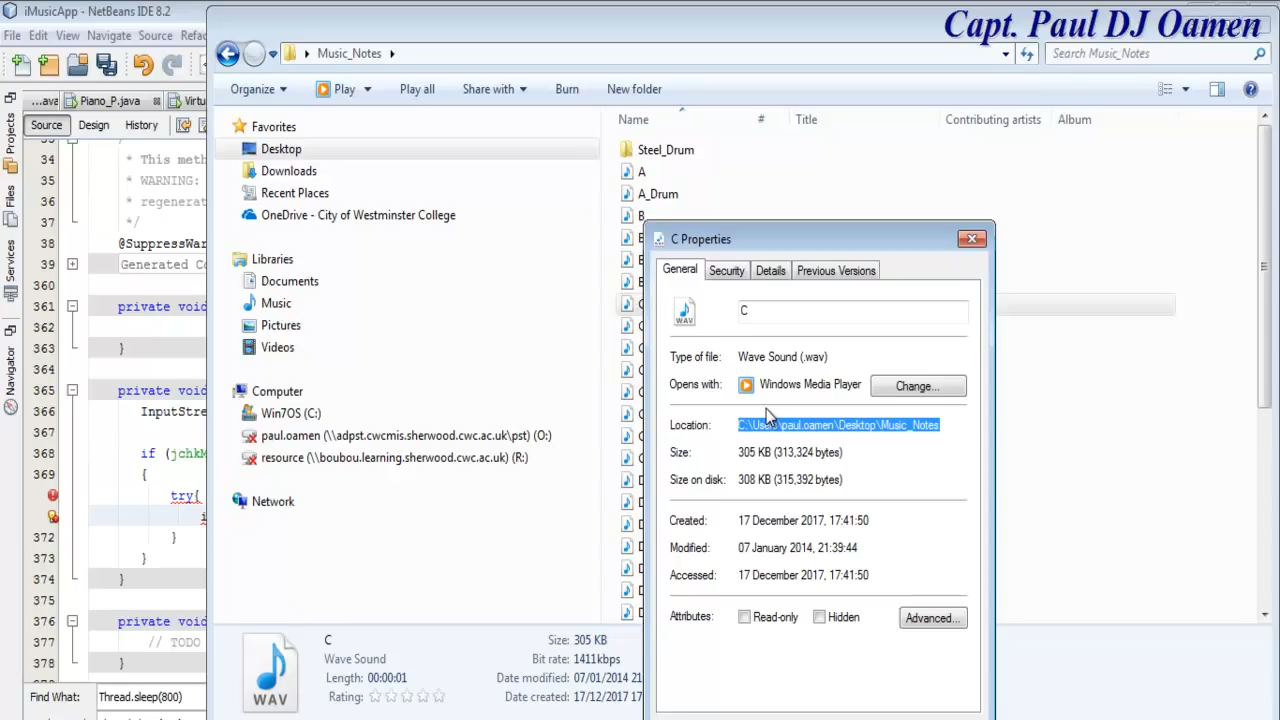 iMusicApp - NetBeans IDE 8.2
Capt. Paul DJ Oamen
File Edit View Navigate Source Refac
Music_Notes
Search Music_Notes
Organize Play Play all Share with Burn New folder
...ava Piano_P.java Virtu
Source Design History
Projects
Files
Services
Navigator
34 * This meth
35 * WARNING:
36 * regenerat
37 */
38 @SuppressWar
39 Generated Co
360
361 private void
362
363 }
365 private void
366 InputStre
367
368 if (jchkM
369 {
try{
i
372 }
373 }
374 }
375
376 private void
377 // TODO
378 }
Find What: Thread.sleep(800)
Favorites
Desktop
Downloads
Recent Places
OneDrive - City of Westminster College
Libraries
Documents
Music
Pictures
Videos
Computer
Win7OS (C:)
paul.oamen (\\adpst.cwcmis.sherwood.cwc.ac.uk\pst) (O:)
resource (\\boubou.learning.sherwood.cwc.ac.uk) (R:)
Network
Name # Title Contributing artists Album
Steel_Drum
A
A_Drum
B
C Properties
General Security Details Previous Versions
WAV
C
Type of file: Wave Sound (.wav)
Opens with: Windows Media Player Change...
Location: C:\Users\paul.oamen\Desktop\Music_Notes
Size: 305 KB (313,324 bytes)
Size on disk: 308 KB (315,392 bytes)
Created: 17 December 2017, 17:41:50
Modified: 07 January 2014, 21:39:44
Accessed: 17 December 2017, 17:41:50
Attributes: Read-only Hidden Advanced...
WAV
C
Wave Sound
Length: 00:00:01
Rating:
Size: 305 KB
Bit rate: 1411kbps
Date modified: 07/01/2014 21
Date created: 17/12/2017 17